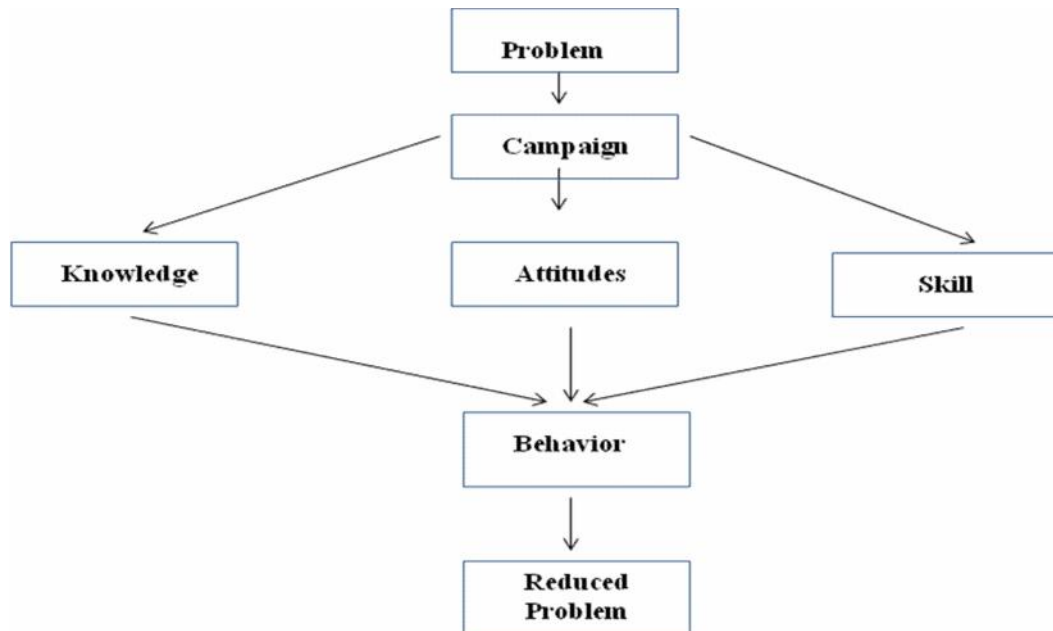 Problem
Campaign
Knowledge
Attitudes
Skill
Behavior
Reduced
Problem